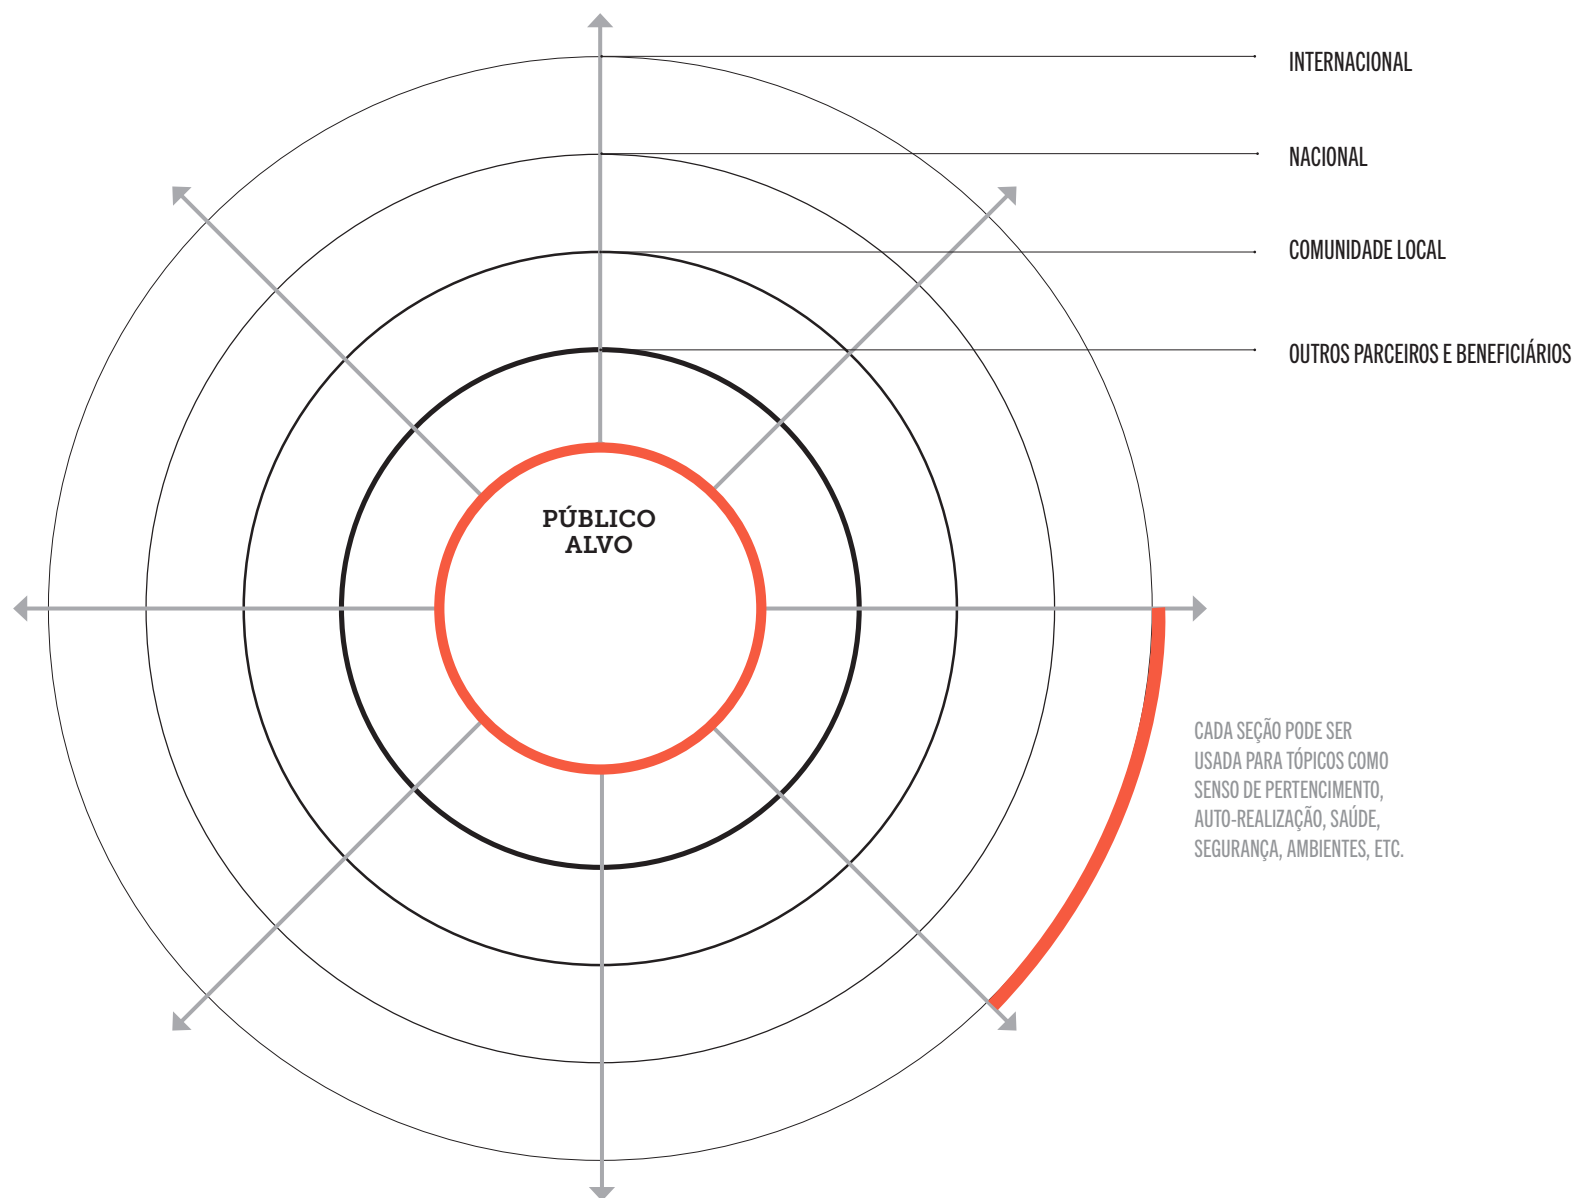 INTERNACIONAL
NACIONAL
COMUNIDADE LOCAL
OUTROS PARCEIROS E BENEFICIÁRIOS
PÚBLICO
ALVO
CADA SEÇÃO PODE SER
USADA PARA TÓPICOS COMO
SENSO DE PERTENCIMENTO,
AUTO-REALIZAÇÃO, SAÚDE,
SEGURANÇA, AMBIENTES, ETC.